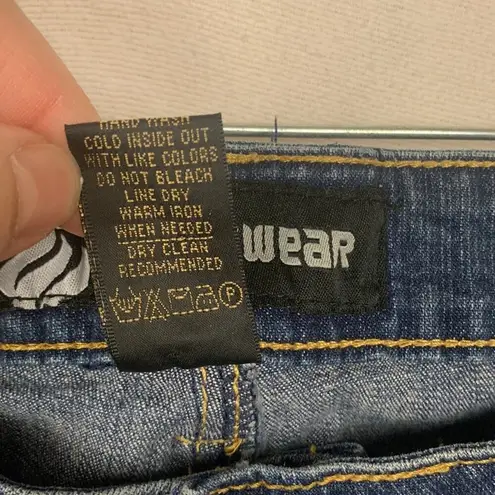 HAND WASH
COLD INSIDE OUT
WITH LIKE COLORS
DO NOT BLEACH
LINE DRY
WARM IRON
WHEN NEEDED
DRY CLEAN
RECOMMENDED
P
weaR